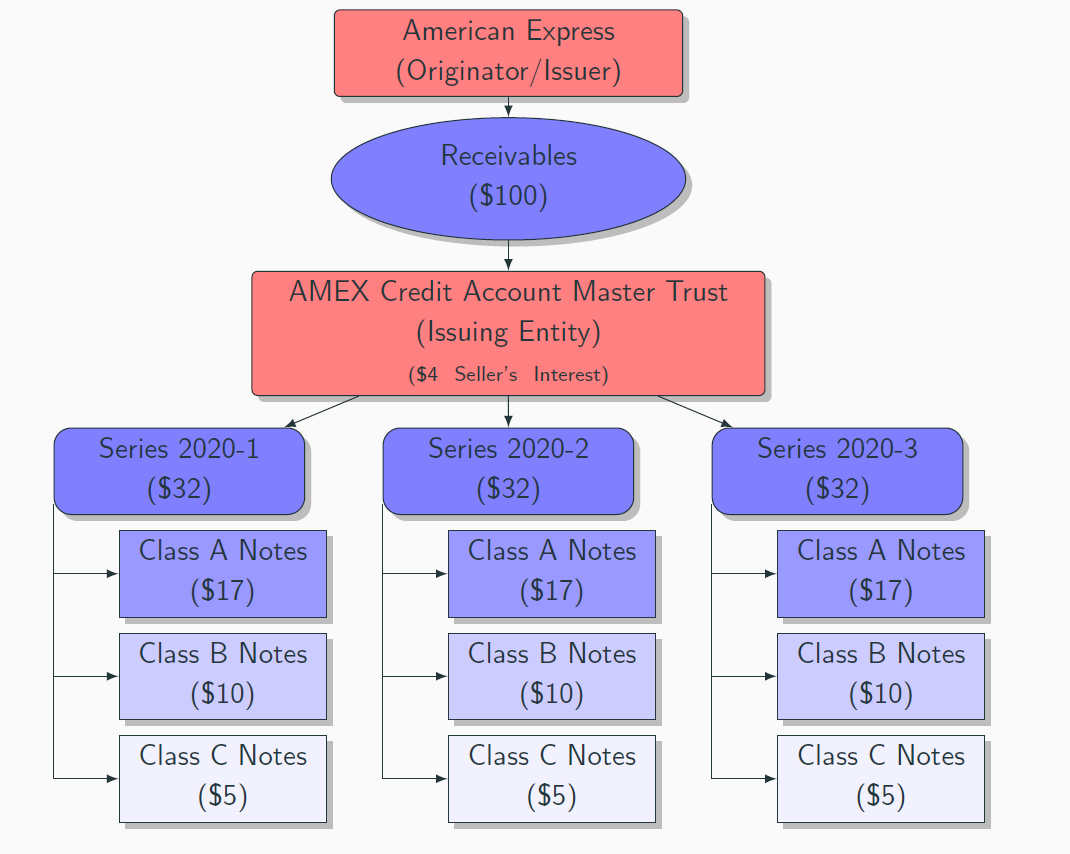 American Express
(Originator/Issuer)
Receivables
($100)
AMEX Credit Account Master Trust
(Issuing Entity)
($4 Seller's Interest)
Series 2020-1
($32)
Class A Notes
($17)
Class B Notes
($10)
Class C Notes
($5)
Series 2020-2
($32)
Class A Notes
($17)
Class B Notes
($10)
Class C Notes
($5)
Series 2020-3
($32)
Class A Notes
($17)
Class B Notes
($10)
Class C Notes
($5)